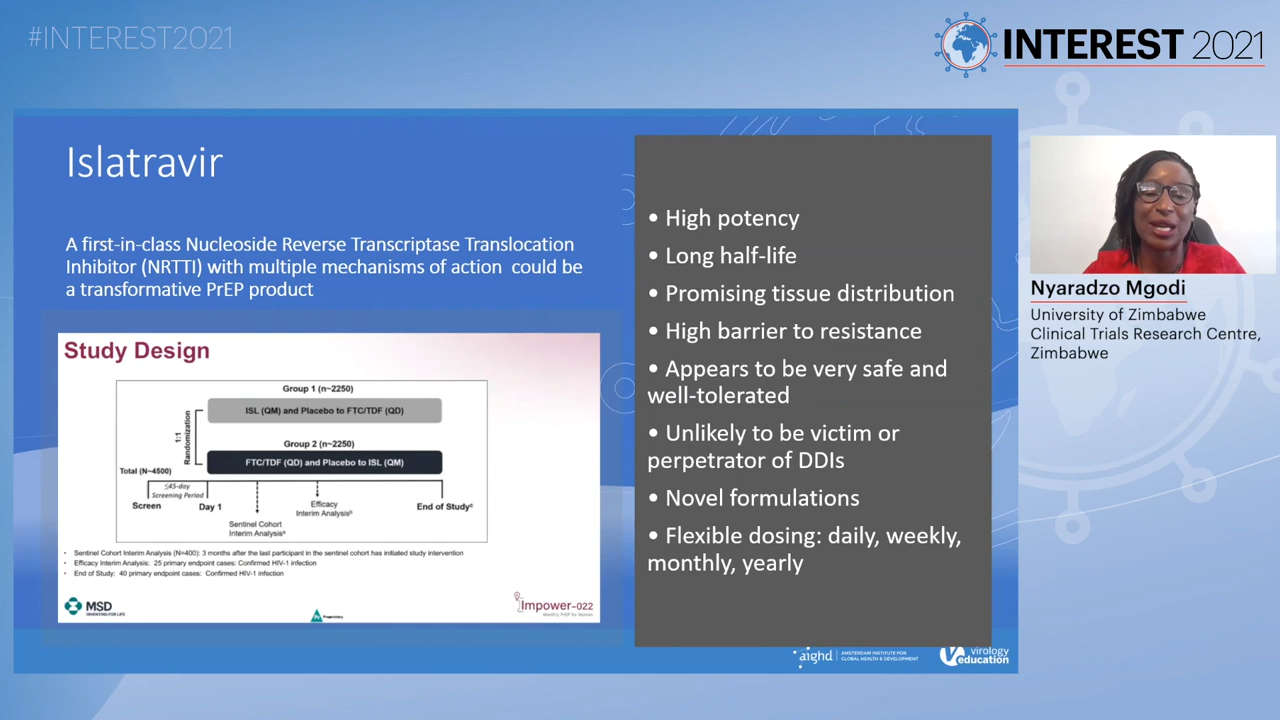 #INTEREST2021
INTEREST 2021
Islatravir
A first-in-class Nucleoside Reverse Transcriptase Translocation
Inhibitor (NRTTI) with multiple mechanisms of action could be
a transformative PrEP product
Study Design
Group 1 (n~2250)
ISL (QM) and Placebo to FTC/TDF (QD)
1:1
Randomization
Group 2 (n~2250)
FTC/TDF (QD) and Placebo to ISL (QM)
Total (N~4500)
≤45-day
Screening Period
Screen
Day 1
Sentinel Cohort
Interim Analysisᵃ
Efficacy
Interim Analysisᵇ
End of Studyᶜ
• Sentinel Cohort Interim Analysis (N=400): 3 months after the last participant in the sentinel cohort has initiated study intervention
• Efficacy Interim Analysis: 25 primary endpoint cases: Confirmed HIV-1 infection
• End of Study: 40 primary endpoint cases: Confirmed HIV-1 infection
MSD
INVENTING FOR LIFE
Proprietary
Impower-022
Monthly PrEP for Women
• High potency
• Long half-life
• Promising tissue distribution
• High barrier to resistance
• Appears to be very safe and
well-tolerated
• Unlikely to be victim or
perpetrator of DDIs
• Novel formulations
• Flexible dosing: daily, weekly,
monthly, yearly
aighd
AMSTERDAM INSTITUTE FOR
GLOBAL HEALTH & DEVELOPMENT
virology
education
Nyaradzo Mgodi
University of Zimbabwe
Clinical Trials Research Centre,
Zimbabwe